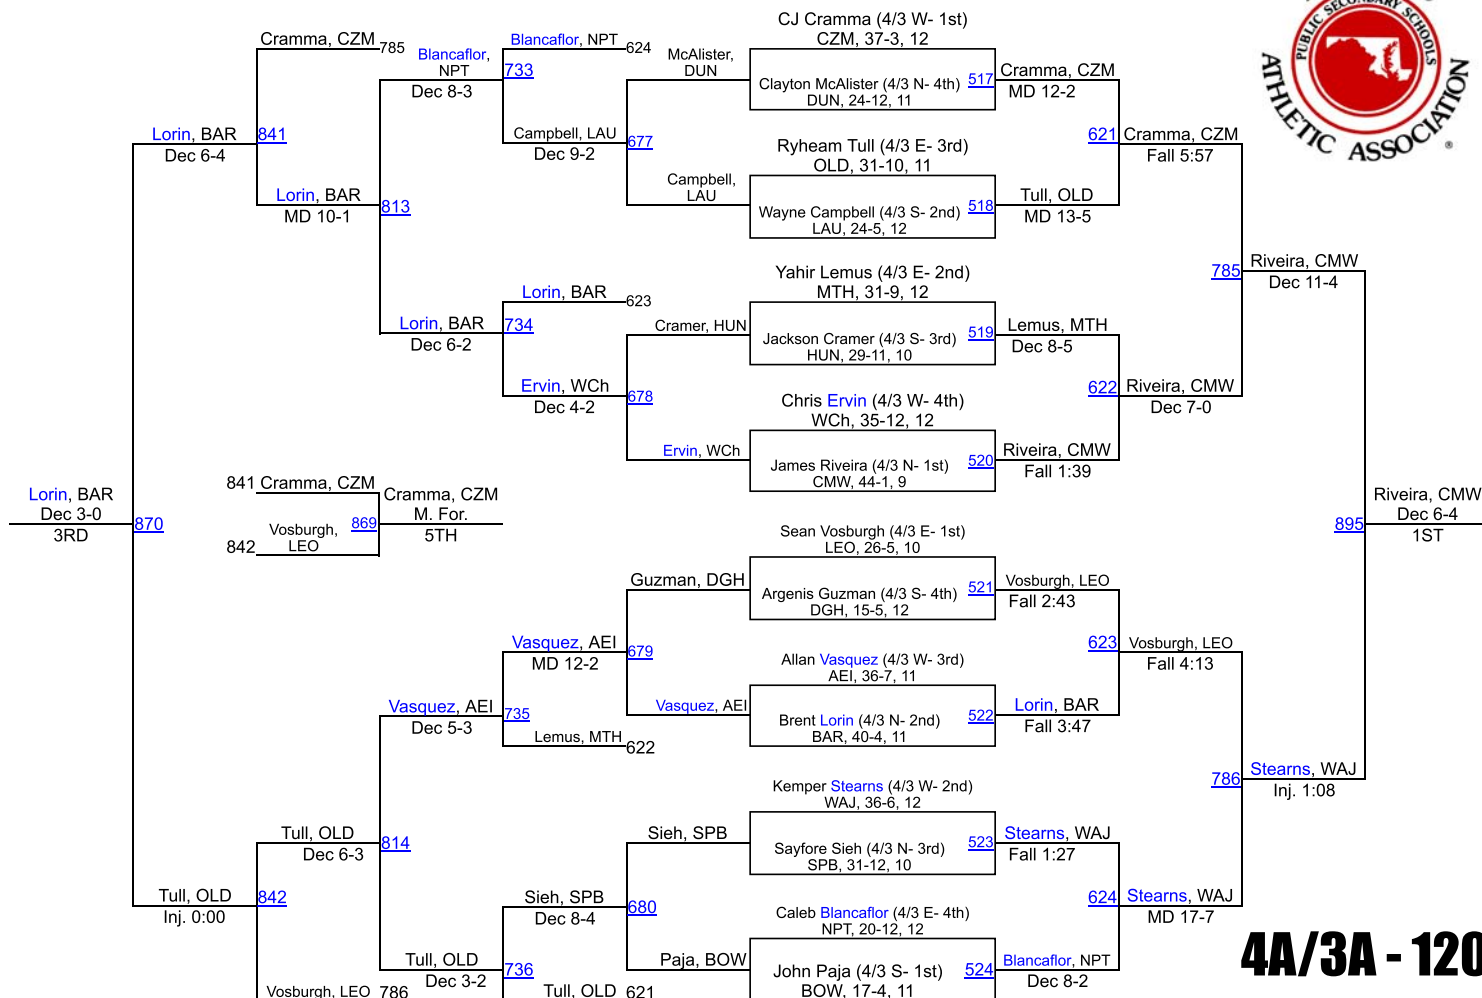 PUBLIC SECONDARY SCHOOLS
ATHLETIC ASSOCIATION
®
CJ Cramma (4/3 W- 1st)
CZM, 37-3, 12
Clayton McAlister (4/3 N- 4th) 517
DUN, 24-12, 11
Ryheam Tull (4/3 E- 3rd)
OLD, 31-10, 11
Wayne Campbell (4/3 S- 2nd) 518
LAU, 24-5, 12
Yahir Lemus (4/3 E- 2nd)
MTH, 31-9, 12
Jackson Cramer (4/3 S- 3rd) 519
HUN, 29-11, 10
Chris Ervin (4/3 W- 4th)
WCh, 35-12, 12
James Riveira (4/3 N- 1st) 520
CMW, 44-1, 9
Sean Vosburgh (4/3 E- 1st)
LEO, 26-5, 10
Argenis Guzman (4/3 S- 4th) 521
DGH, 15-5, 12
Allan Vasquez (4/3 W- 3rd)
AEI, 36-7, 11
Brent Lorin (4/3 N- 2nd) 522
BAR, 40-4, 11
Kemper Stearns (4/3 W- 2nd)
WAJ, 36-6, 12
Sayfore Sieh (4/3 N- 3rd) 523
SPB, 31-12, 10
Caleb Blancaflor (4/3 E- 4th)
NPT, 20-12, 12
John Paja (4/3 S- 1st) 524
BOW, 17-4, 11
Cramma, CZM
MD 12-2
Tull, OLD
MD 13-5
Lemus, MTH
Dec 8-5
Riveira, CMW
Fall 1:39
Vosburgh, LEO
Fall 2:43
Lorin, BAR
Fall 3:47
Stearns, WAJ
Fall 1:27
Blancaflor, NPT
Dec 8-2
621 Cramma, CZM
Fall 5:57
622 Riveira, CMW
Dec 7-0
623 Vosburgh, LEO
Fall 4:13
624 Stearns, WAJ
MD 17-7
785 Riveira, CMW
Dec 11-4
786 Stearns, WAJ
Inj. 1:08
Riveira, CMW
895 Dec 6-4
1ST
McAlister,
DUN
Campbell,
LAU
Cramer, HUN
Ervin, WCh
Guzman, DGH
Vasquez, AEI
Sieh, SPB
Paja, BOW
Blancaflor, NPT 624
Campbell, LAU 677
Dec 9-2
Lorin, BAR 623
Ervin, WCh 678
Dec 4-2
Vasquez, AEI 679
MD 12-2
Lemus, MTH 622
Sieh, SPB 680
Dec 8-4
Tull, OLD 621
Blancaflor,
NPT 733
Dec 8-3
Lorin, BAR 734
Dec 6-2
Vasquez, AEI 735
Dec 5-3
Tull, OLD 736
Dec 3-2
Cramma, CZM 785
Lorin, BAR 813
MD 10-1
Tull, OLD 814
Dec 6-3
Vosburgh, LEO 786
Lorin, BAR 841
Dec 6-4
Tull, OLD 842
Inj. 0:00
Lorin, BAR
Dec 3-0 870
3RD
841 Cramma, CZM
842 Vosburgh,
LEO
869
Cramma, CZM
M. For.
5TH
4A/3A - 120